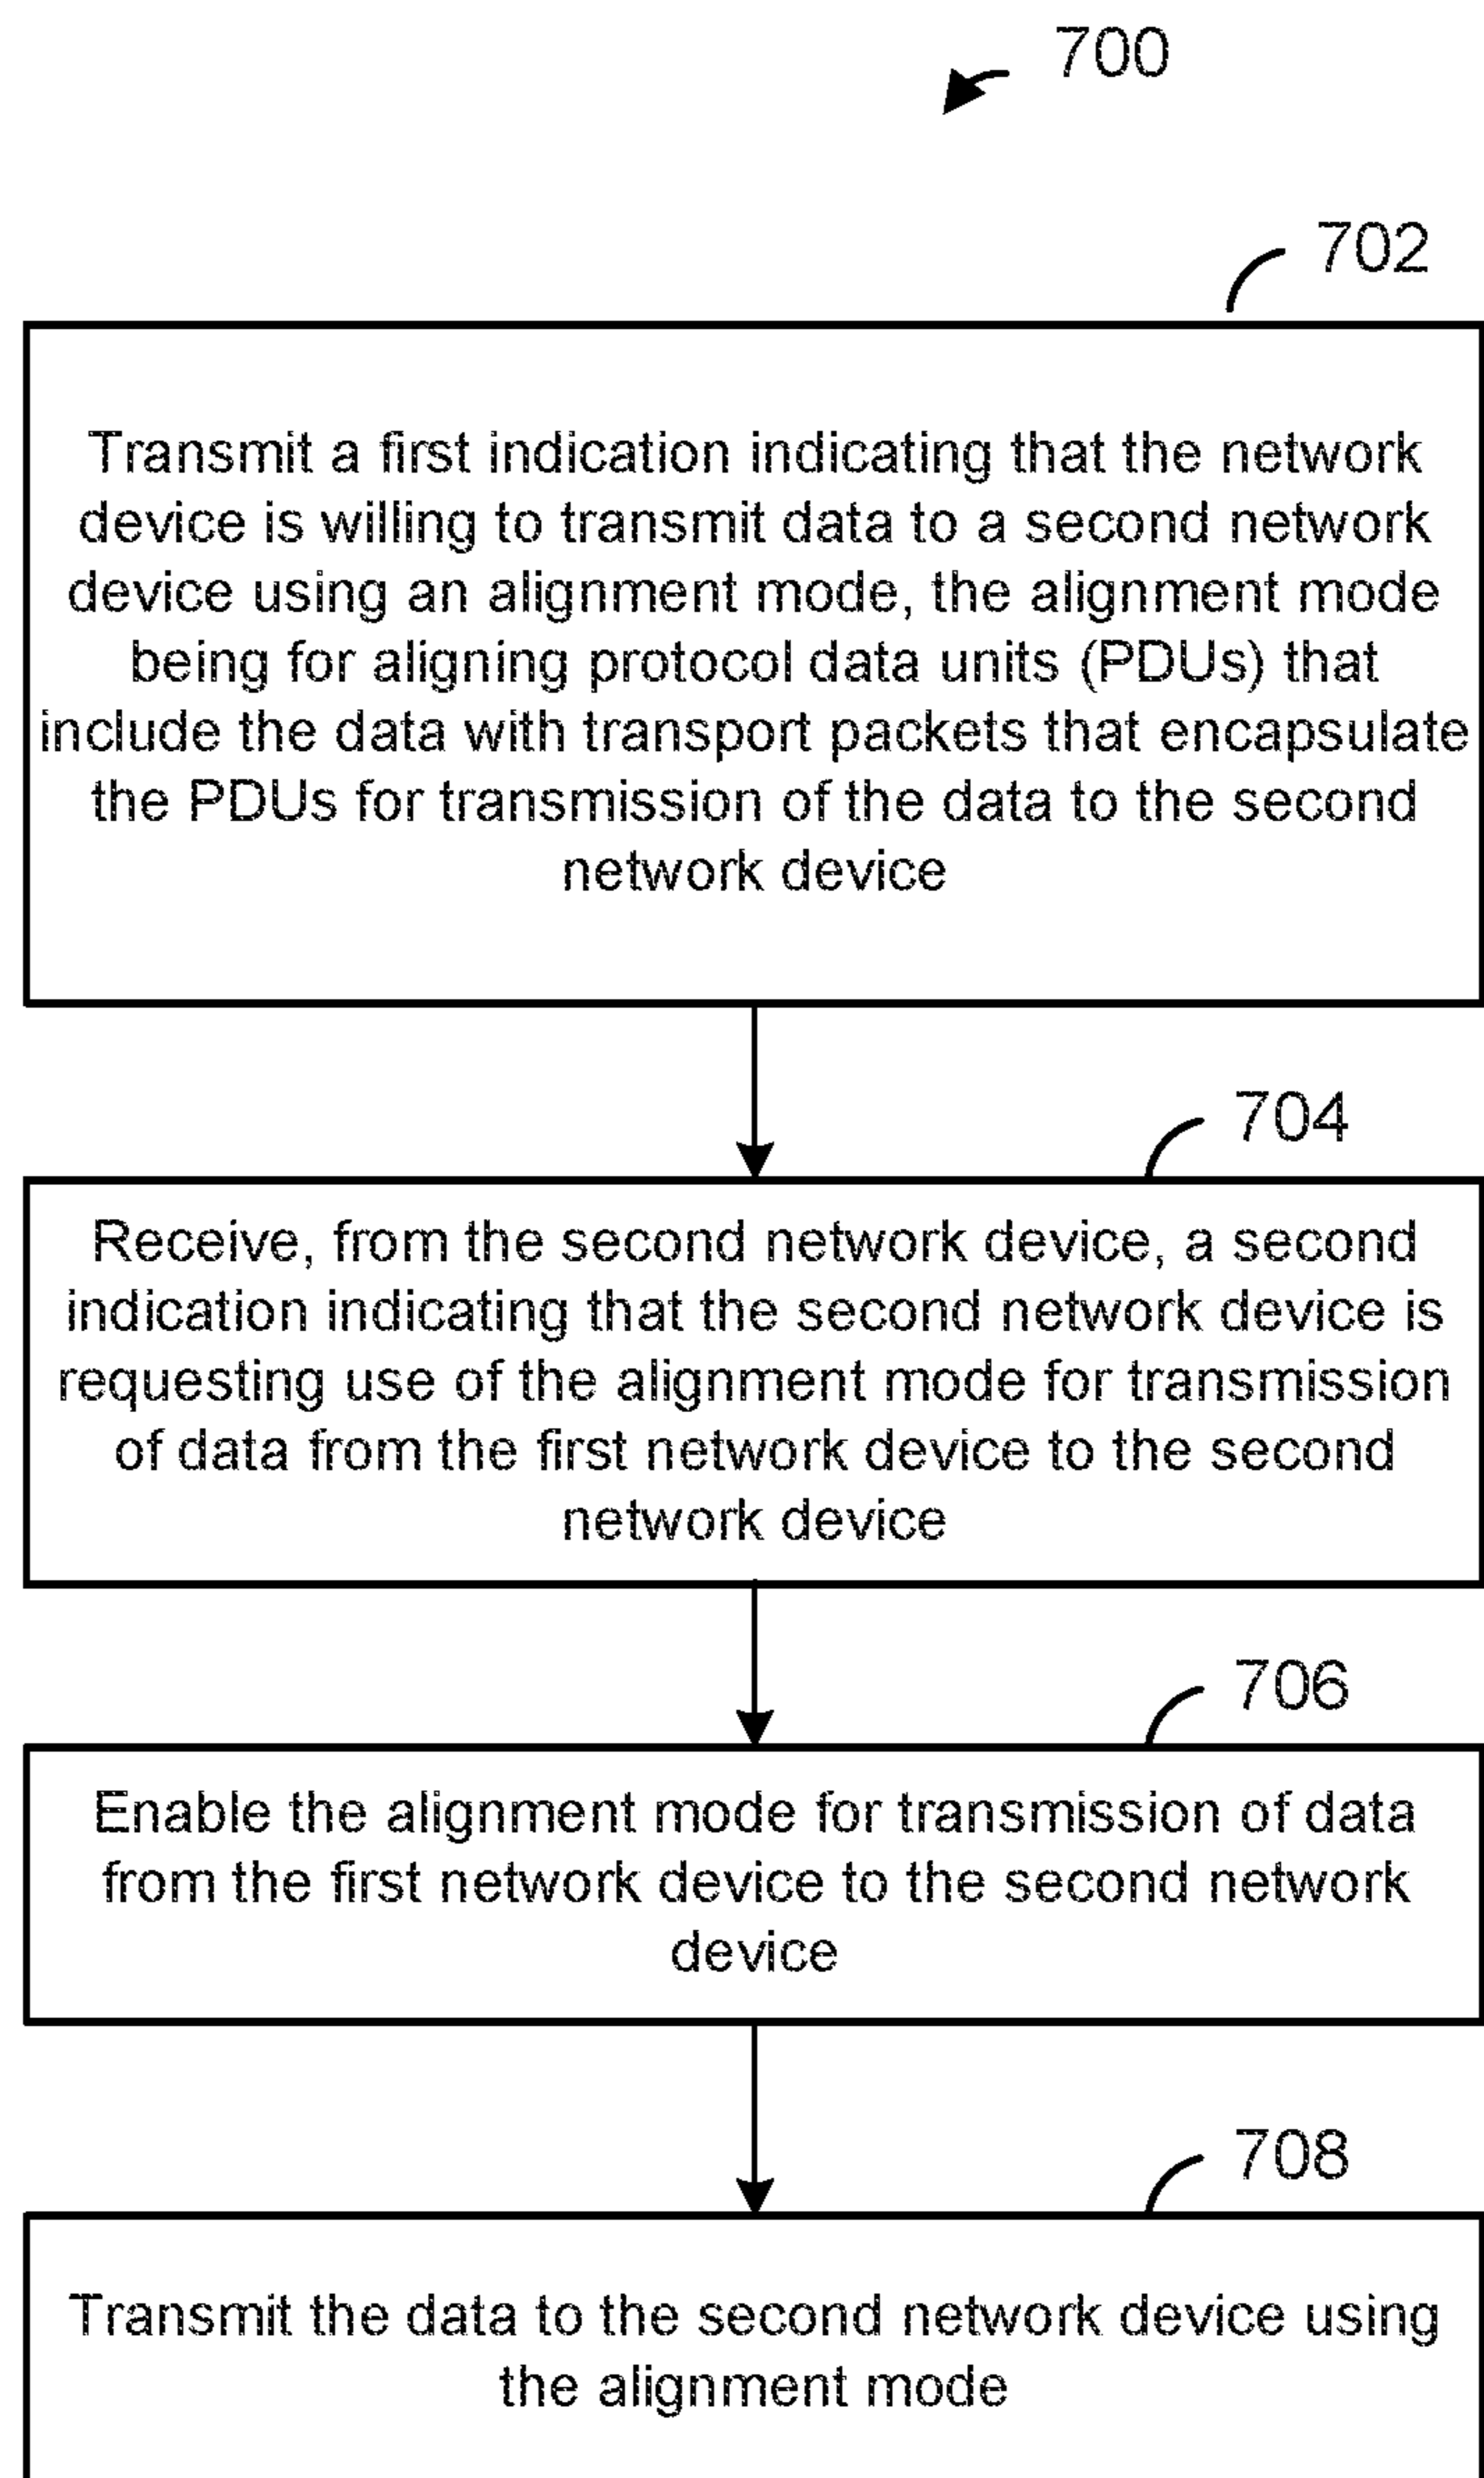 700
702
Transmit a first indication indicating that the network
device is willing to transmit data to a second network
device using an alignment mode, the alignment mode
being for aligning protocol data units (PDUs) that
include the data with transport packets that encapsulate
the PDUs for transmission of the data to the second
network device
704
Receive, from the second network device, a second
indication indicating that the second network device is
requesting use of the alignment mode for transmission
of data from the first network device to the second
network device
706
Enable the alignment mode for transmission of data
from the first network device to the second network
device
708
Transmit the data to the second network device using
the alignment mode